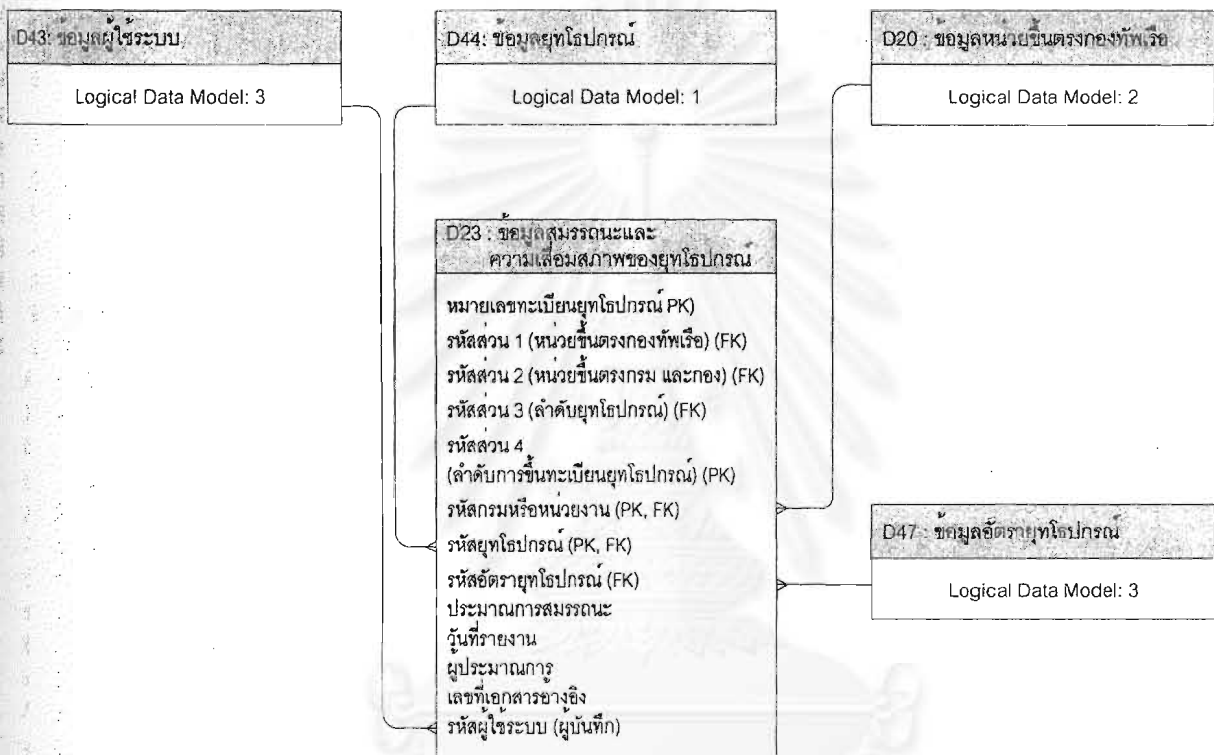 D43: ข้อมูลผู้ใช้ระบบ
Logical Data Model: 3
D44: ข้อมูลยุทโธปกรณ์
Logical Data Model: 1
D20 : ข้อมูลหน่วยขึ้นตรงกองทัพเรือ
Logical Data Model: 2
D23 : ข้อมูลสมรรถนะและ
ความเสื่อมสภาพของยุทโธปกรณ์
หมายเลขทะเบียนยุทโธปกรณ์ PK)
รหัสส่วน 1 (หน่วยขึ้นตรงกองทัพเรือ) (FK)
รหัสส่วน 2 (หน่วยขึ้นตรงกรม และกอง) (FK)
รหัสส่วน 3 (ลำดับยุทโธปกรณ์) (FK)
รหัสส่วน 4
(ลำดับการขึ้นทะเบียนยุทโธปกรณ์) (PK)
รหัสกรมหรือหน่วยงาน (PK, FK)
รหัสยุทโธปกรณ์ (PK, FK)
รหัสอัตรายุทโธปกรณ์ (FK)
ประมาณการสมรรถนะ
วันที่รายงาน
ผู้ประมาณการ
เลขที่เอกสารอ้างอิง
รหัสผู้ใช้ระบบ (ผู้บันทึก)
D47 : ข้อมูลอัตรายุทโธปกรณ์
Logical Data Model: 3